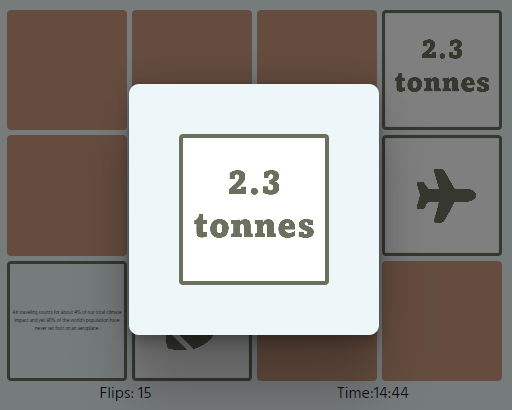 2.3
tonnes
2.3
tonnes
Air traveling counts for about 4% of our total climate
impact and yet 90% of the world's population have
never set foot on an aeroplane.
Flips: 15
Time:14:44